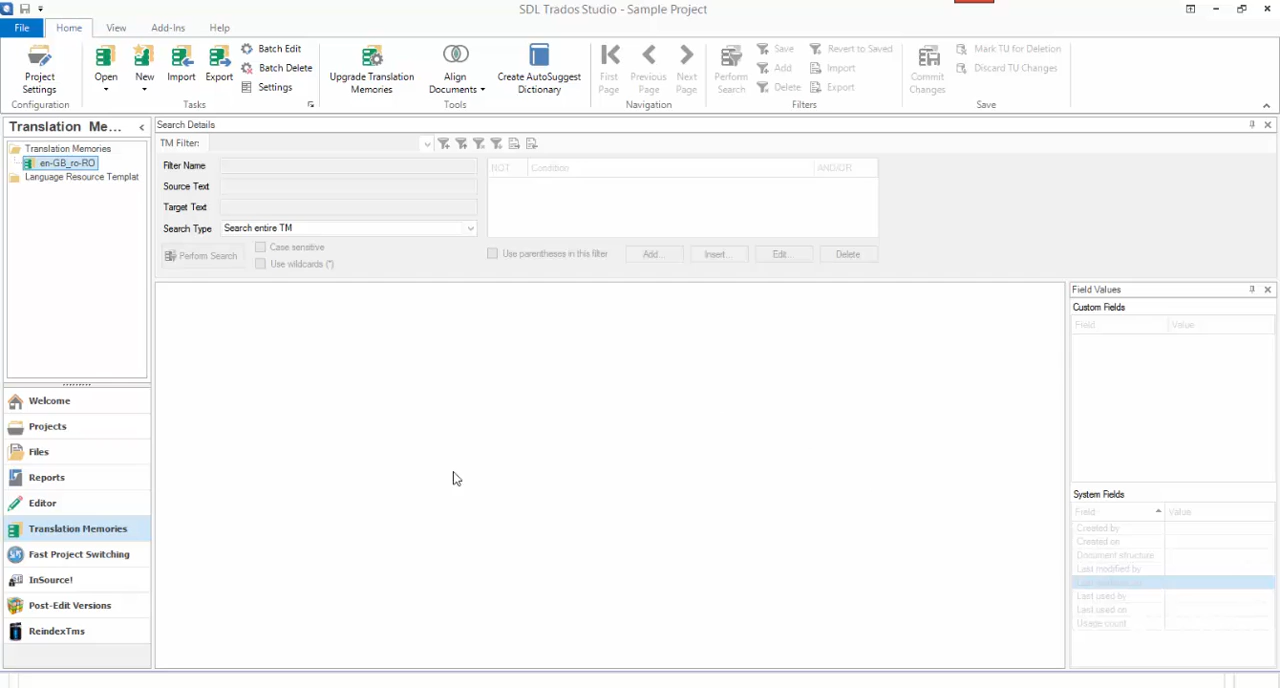 SDL Trados Studio - Sample Project
File Home View Add-Ins Help
Project Settings
Open
New
Import
Export
Batch Edit
Batch Delete
Settings
Upgrade Translation Memories
Align Documents
Create AutoSuggest Dictionary
First Page
Previous Page
Next Page
Perform Search
Save
Add
Delete
Revert to Saved
Import
Export
Commit Changes
Mark TU for Deletion
Discard TU Changes
Configuration Tasks Tools Navigation Filters Save
Translation Me...
Translation Memories
en-GB_ro-RO
Language Resource Templat
Search Details
TM Filter:
Filter Name
Source Text
Target Text
Search Type Search entire TM
Perform Search
Case sensitive
Use wildcards (*)
NOT Condition AND/OR
Use parentheses in this filter
Add... Insert... Edit... Delete
Field Values
Custom Fields
Field Value
System Fields
Field Value
Created by
Created on
Document structure
Last modified by
Last used by
Last used on
Usage count
Welcome
Projects
Files
Reports
Editor
Translation Memories
Fast Project Switching
InSource!
Post-Edit Versions
ReindexTms